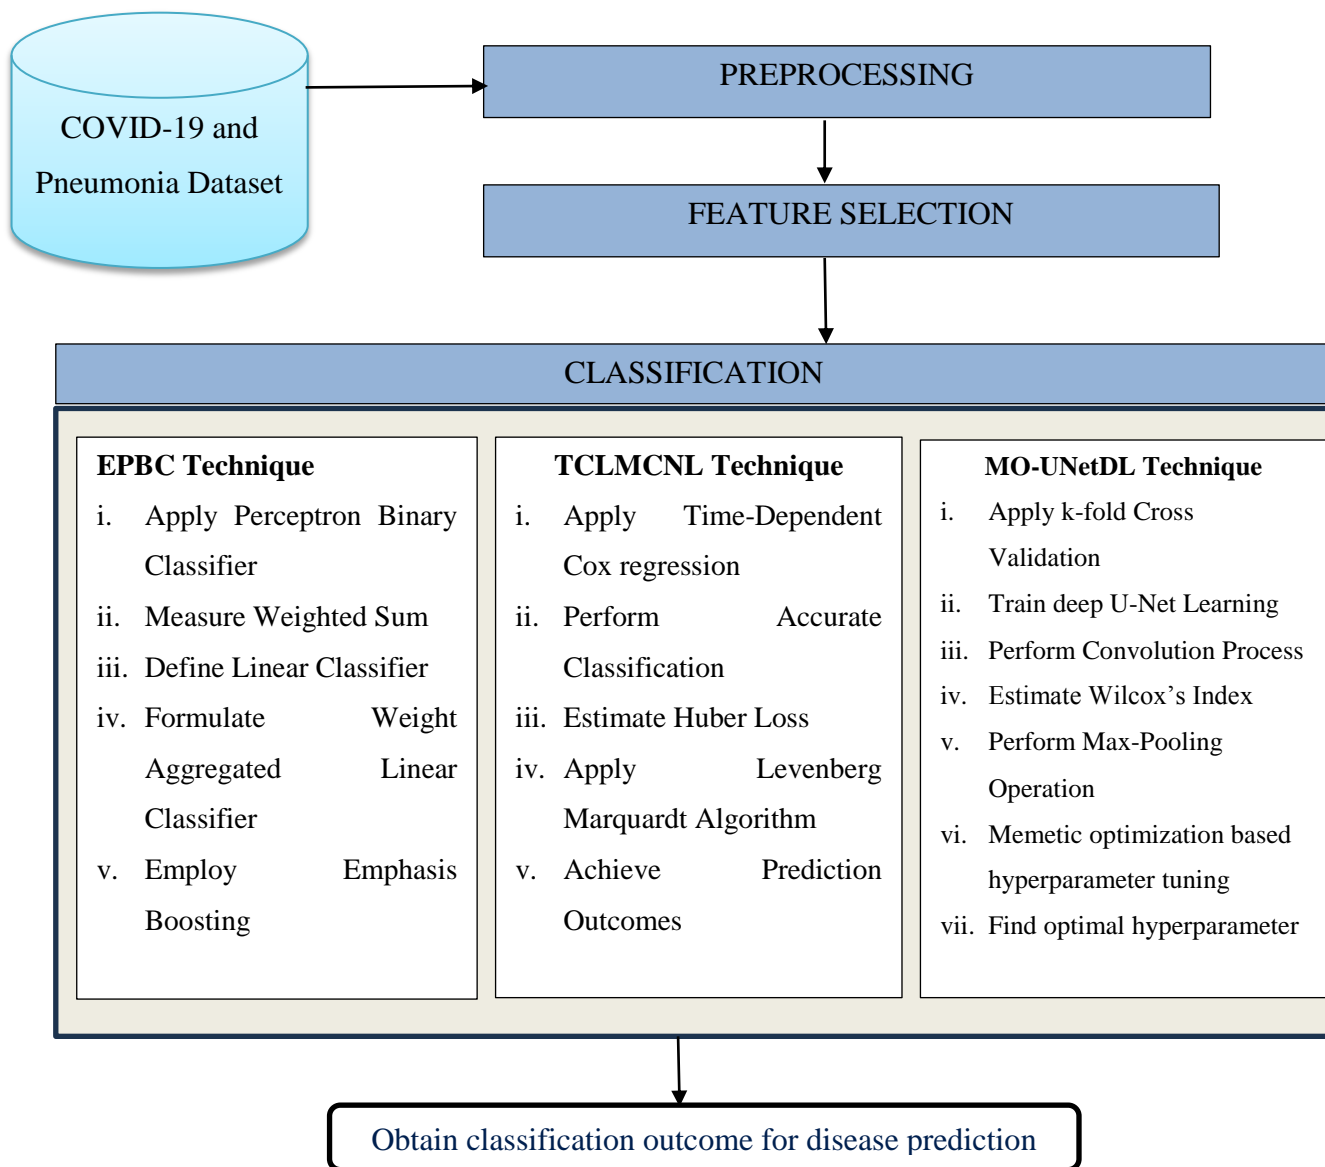 COVID-19 and
Pneumonia Dataset
PREPROCESSING
FEATURE SELECTION
CLASSIFICATION
EPBC Technique
i. Apply Perceptron Binary
Classifier
ii. Measure Weighted Sum
iii. Define Linear Classifier
iv. Formulate Weight
Aggregated Linear
Classifier
v. Employ Emphasis
Boosting
TCLMCNL Technique
i. Apply Time-Dependent
Cox regression
ii. Perform Accurate
Classification
iii. Estimate Huber Loss
iv. Apply Levenberg
Marquardt Algorithm
v. Achieve Prediction
Outcomes
MO-UNetDL Technique
i. Apply k-fold Cross
Validation
ii. Train deep U-Net Learning
iii. Perform Convolution Process
iv. Estimate Wilcox’s Index
v. Perform Max-Pooling
Operation
vi. Memetic optimization based
hyperparameter tuning
vii. Find optimal hyperparameter
Obtain classification outcome for disease prediction